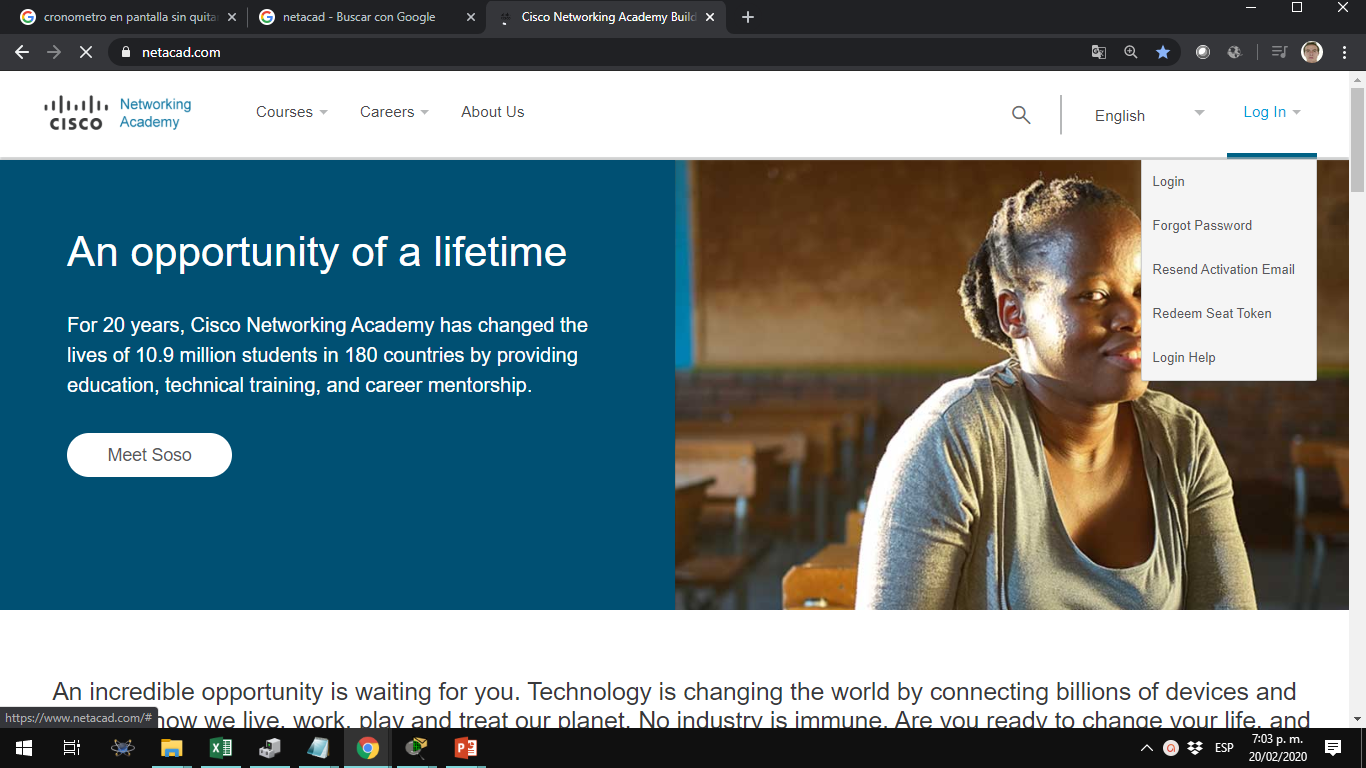 cronometro en pantalla sin quita
netacad - Buscar con Google
Cisco Networking Academy Build
netacad.com
CISCO
Networking
Academy
Courses
Careers
About Us
English
Log In
Login
Forgot Password
Resend Activation Email
Redeem Seat Token
Login Help
An opportunity of a lifetime
For 20 years, Cisco Networking Academy has changed the
lives of 10.9 million students in 180 countries by providing
education, technical training, and career mentorship.
Meet Soso
An incredible opportunity is waiting for you. Technology is changing the world by connecting billions of devices and
how we live, work, play and treat our planet. No industry is immune. Are you ready to change your life, and
https://www.netacad.com/#
ESP
7:03 p. m.
20/02/2020